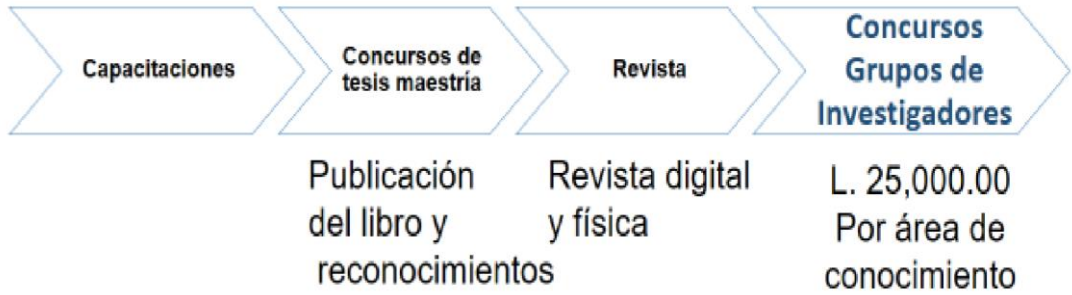 Capacitaciones
Concursos de
tesis maestría
Revista
Concursos
Grupos de
Investigadores
Publicación
del libro y
reconocimientos
Revista digital
y física
L. 25,000.00
Por área de
conocimiento